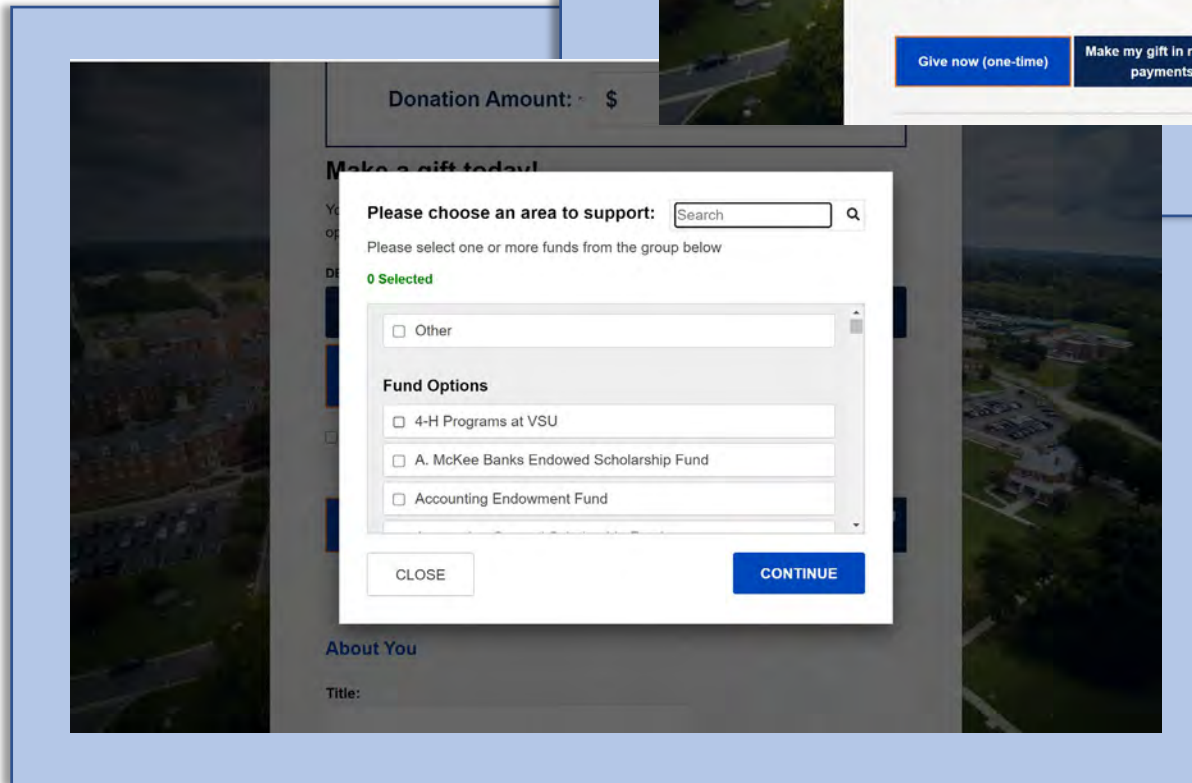 Give now (one-time)
Make my gift in
payments
Donation Amount: $
Make a gift today!
Please choose an area to support:
Search
Please select one or more funds from the group below
0 Selected
Other
Fund Options
4-H Programs at VSU
A. McKee Banks Endowed Scholarship Fund
Accounting Endowment Fund
CLOSE
CONTINUE
About You
Title: